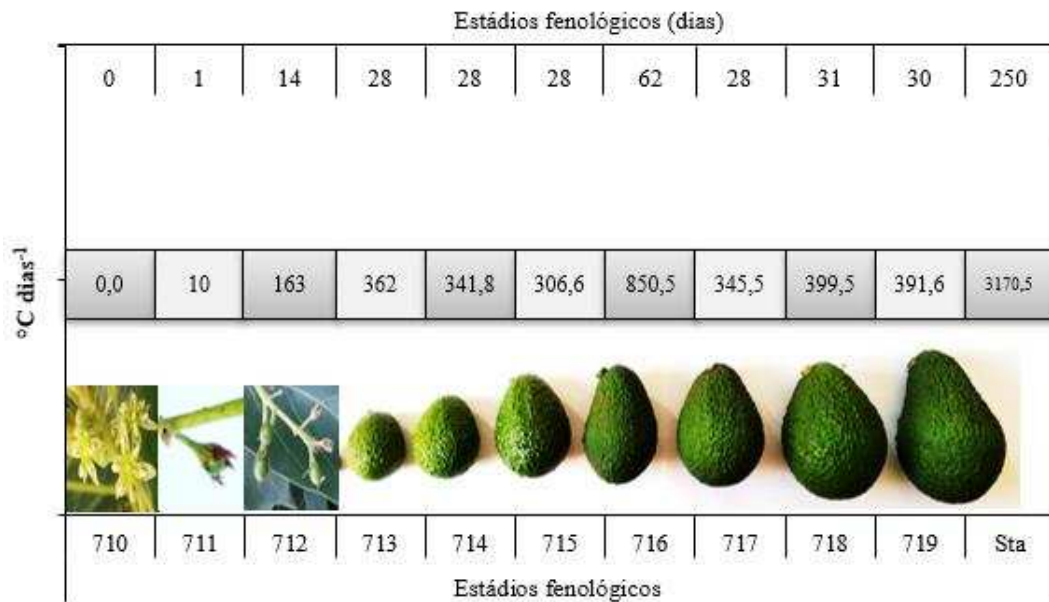 Estádios fenológicos (dias)
0 1 14 28 28 28 62 28 31 30 250
°C dias-¹
0,0 10 163 362 341,8 306,6 850,5 345,5 399,5 391,6 3170,5
710 711 712 713 714 715 716 717 718 719 Sta
Estádios fenológicos